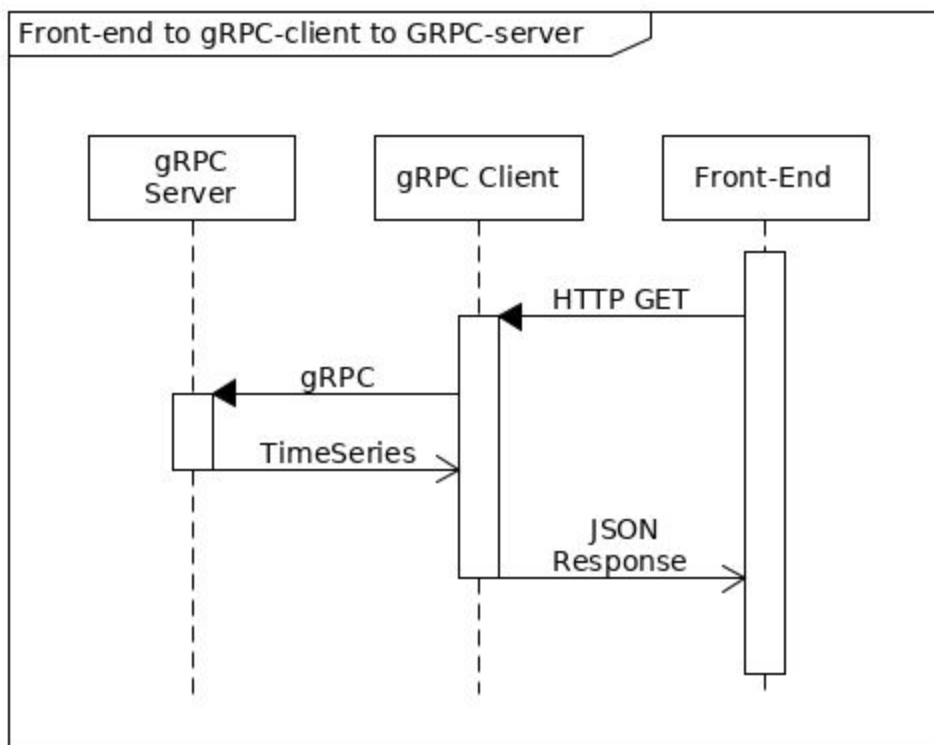 Front-end to gRPC-client to GRPC-server
gRPC
Server
gRPC Client
Front-End
HTTP GET
gRPC
TimeSeries
JSON
Response